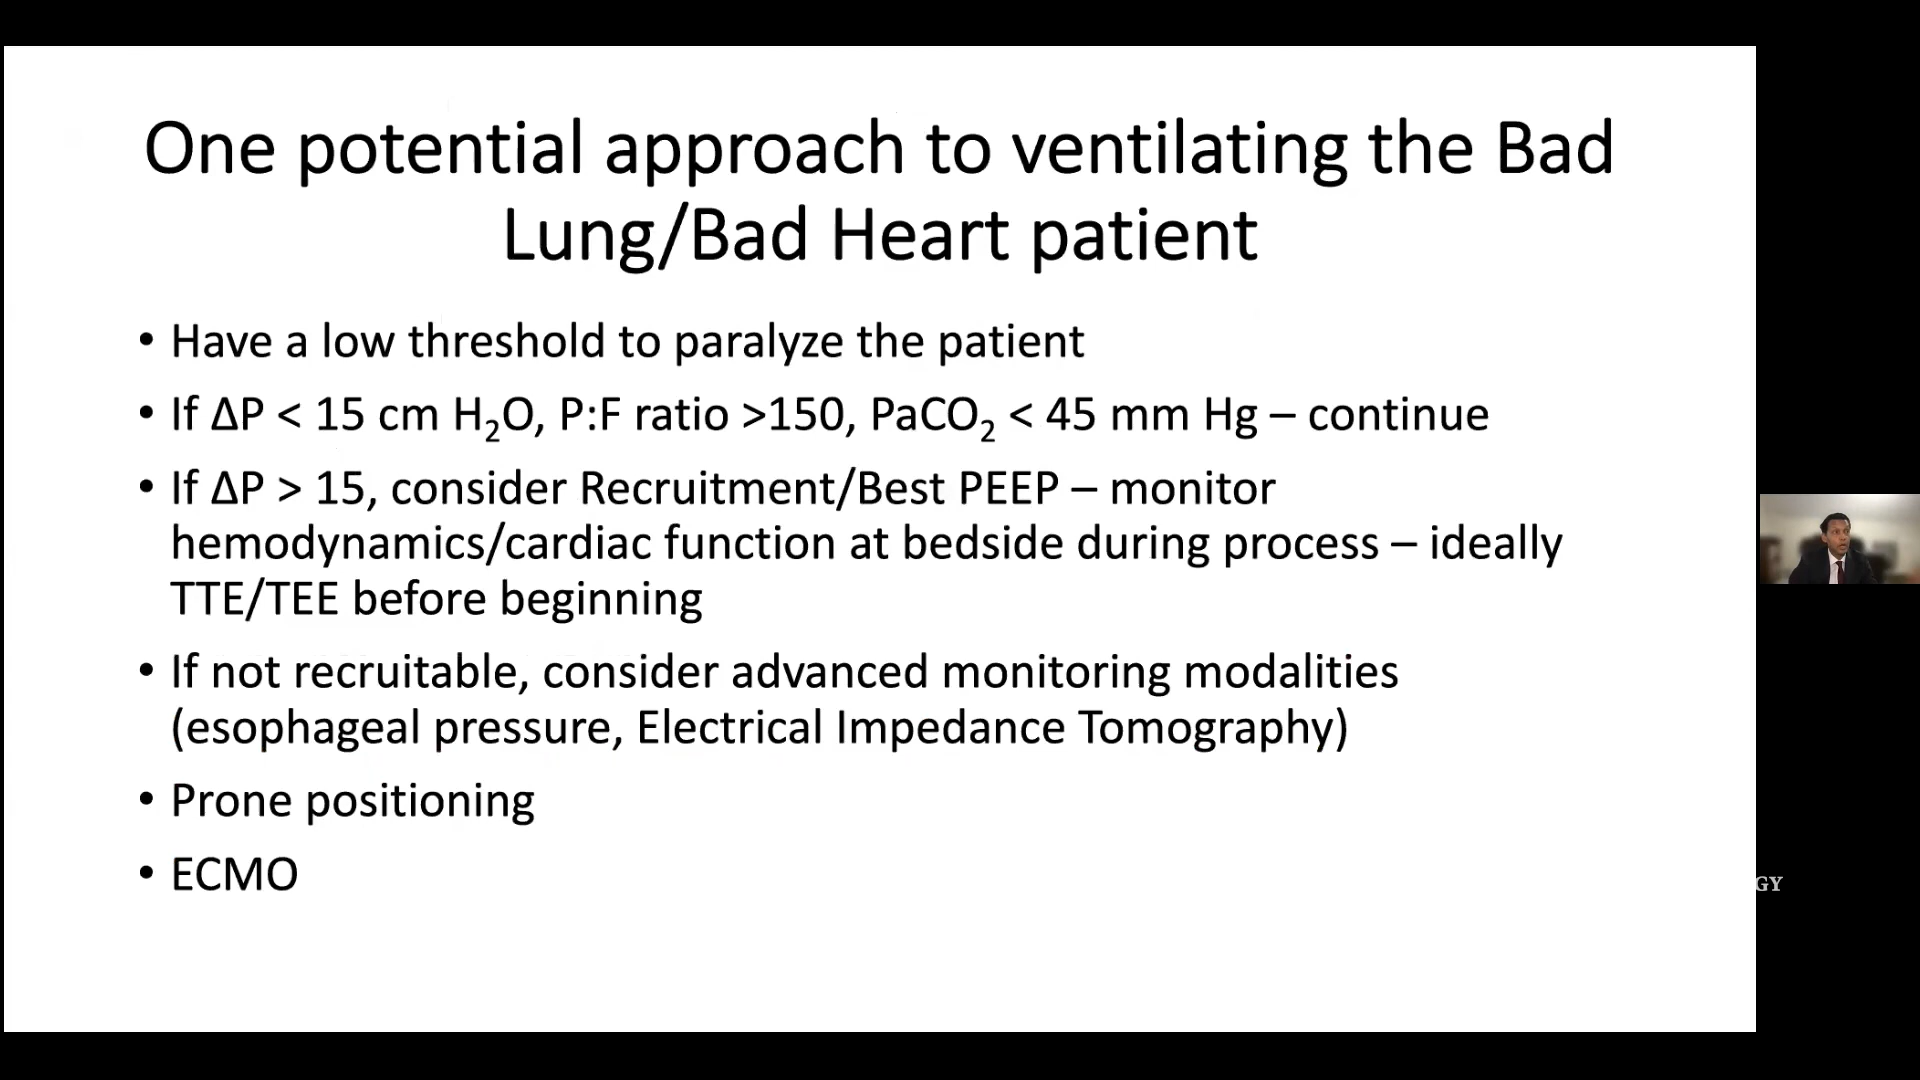 One potential approach to ventilating the Bad
Lung/Bad Heart patient
• Have a low threshold to paralyze the patient
• If ΔP < 15 cm H₂O, P:F ratio >150, PaCO₂ < 45 mm Hg – continue
• If ΔP > 15, consider Recruitment/Best PEEP – monitor
hemodynamics/cardiac function at bedside during process – ideally
TTE/TEE before beginning
• If not recruitable, consider advanced monitoring modalities
(esophageal pressure, Electrical Impedance Tomography)
• Prone positioning
• ECMO
GY